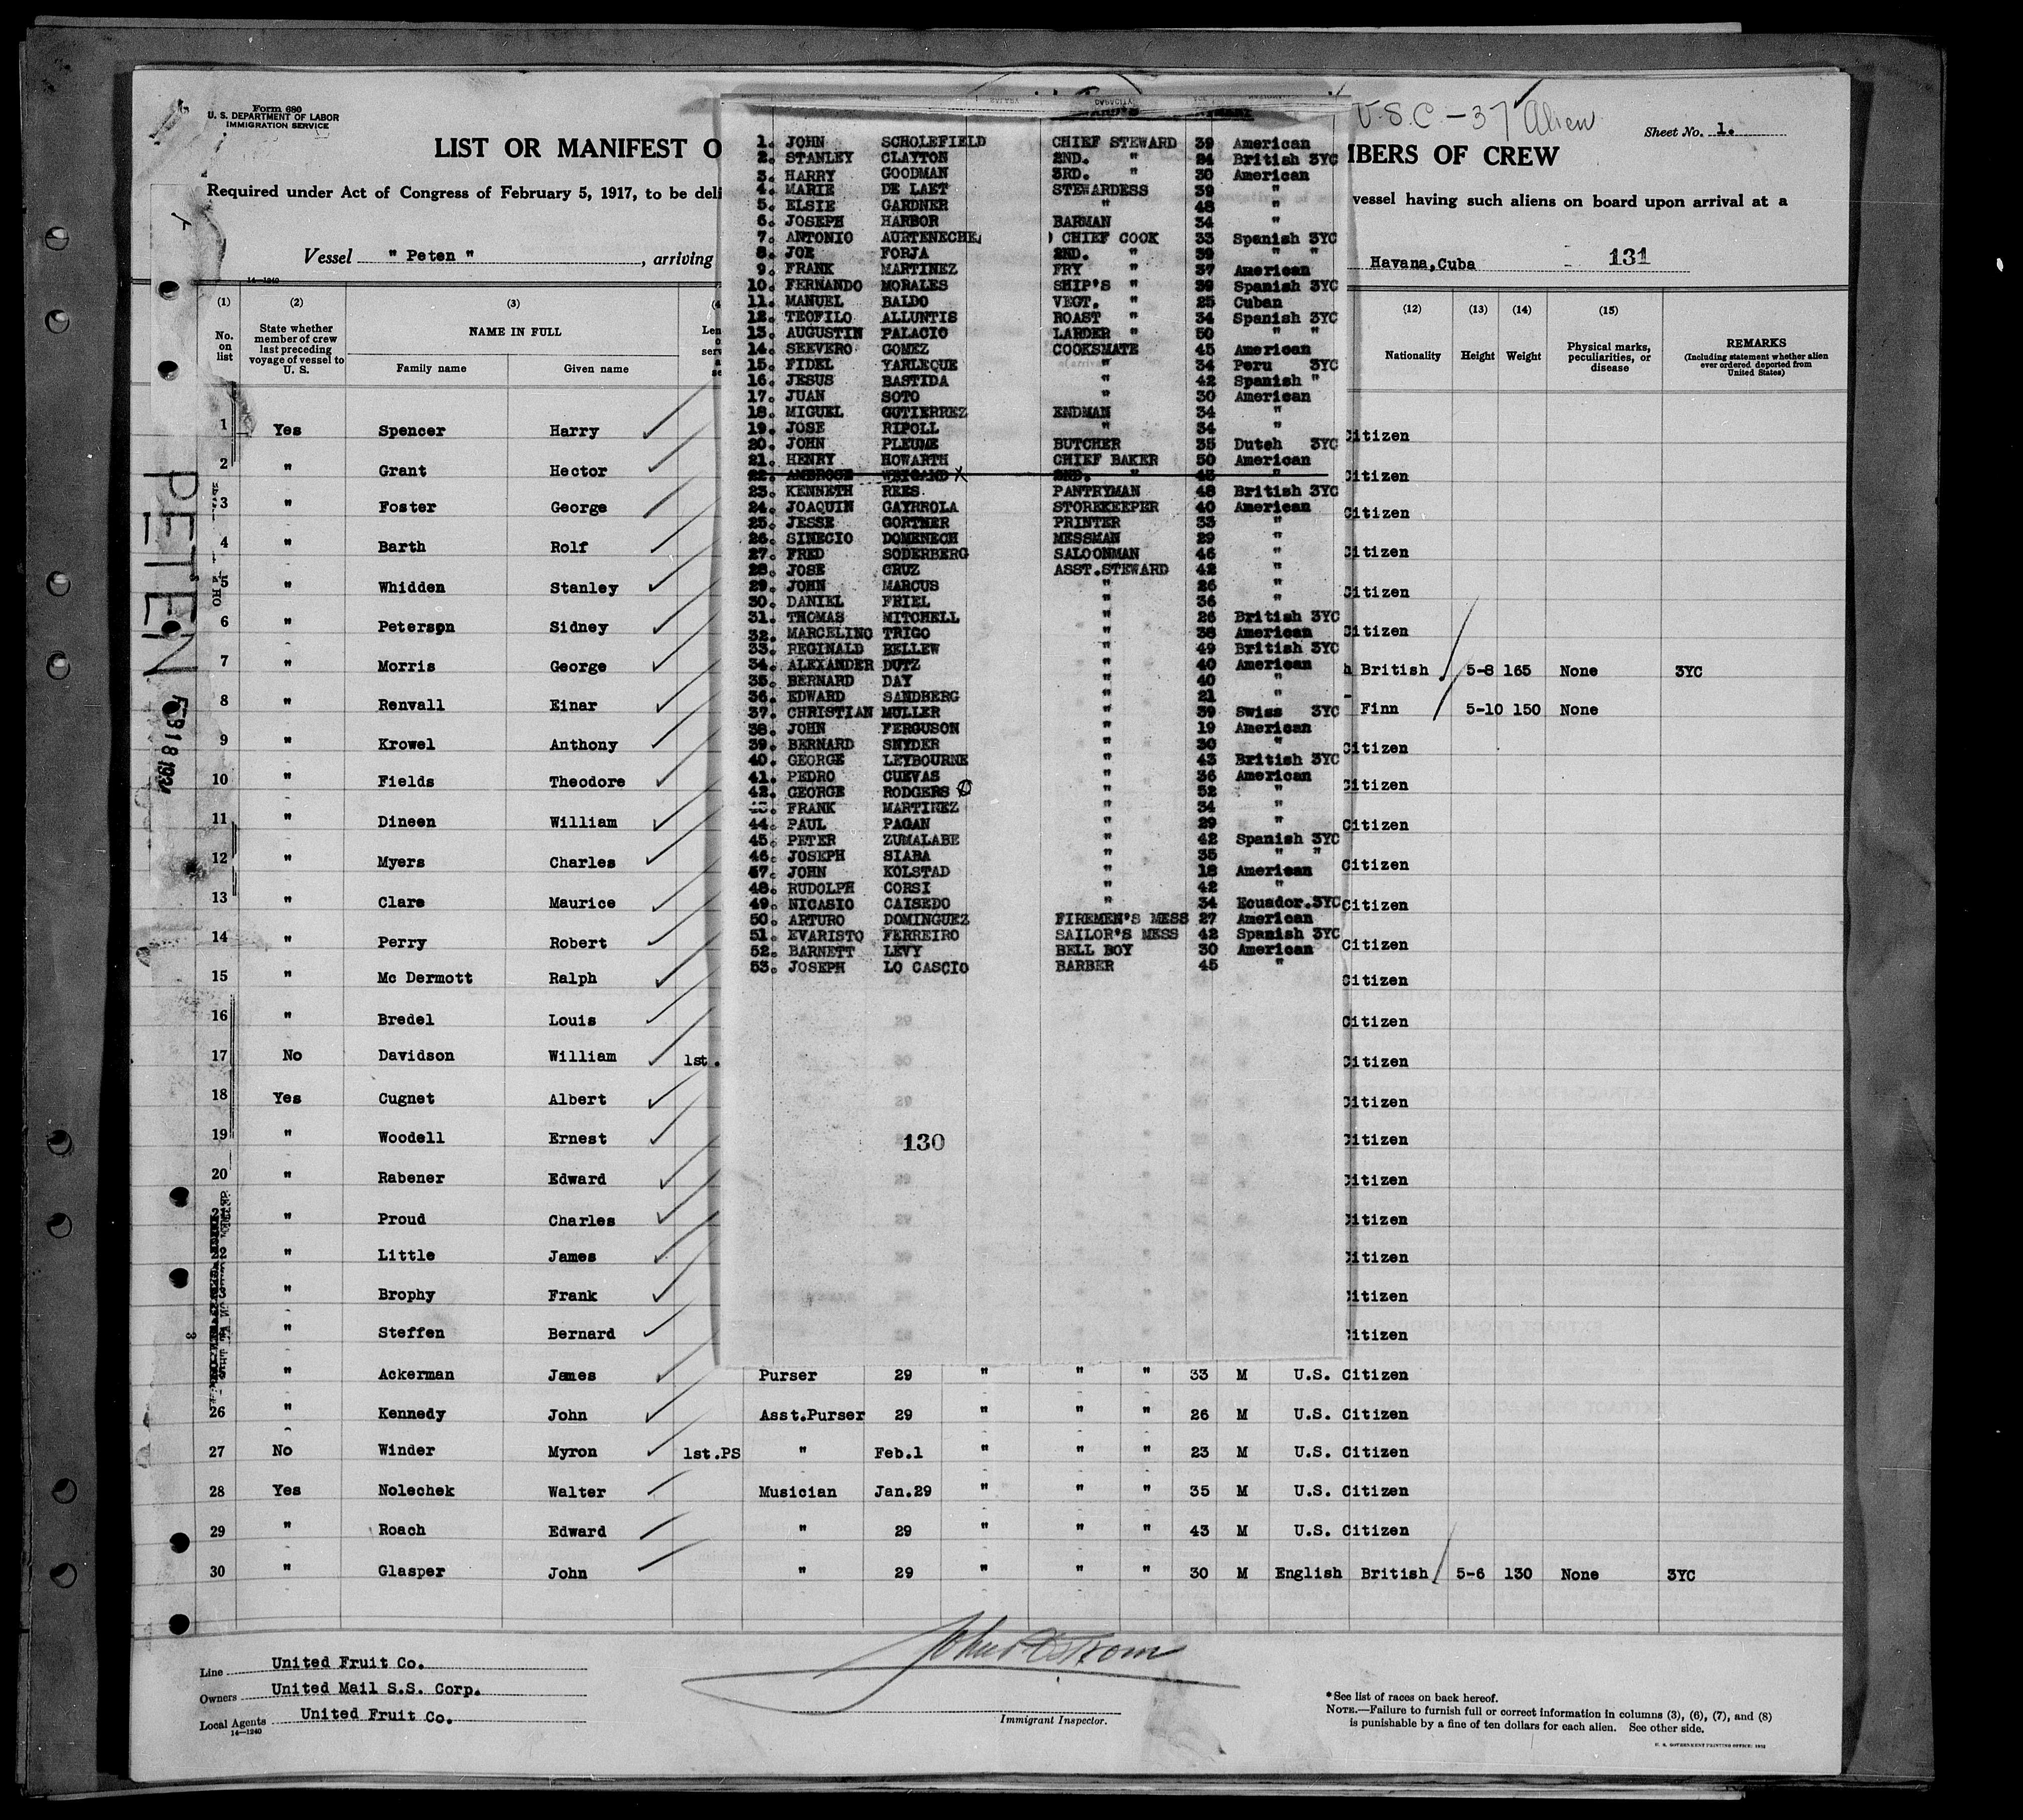 Form 680
U. S. DEPARTMENT OF LABOR
IMMIGRATION SERVICE
U.S.C - 37 Alien
Sheet No. 1.
LIST OR MANIFEST O
MBERS OF CREW
Required under Act of Congress of February 5, 1917, to be deli
vessel having such aliens on board upon arrival at a
Vessel " Peten " , arriving
Havana, Cuba - 131
14—1240
(1) (2) (3) (4 (12) (13) (14) (15)
No. on list
State whether member of crew last preceding voyage of vessel to U. S.
NAME IN FULL
Family name Given name
Nationality Height Weight
Physical marks, peculiarities, or disease
REMARKS
(Including statement whether alien ever ordered deported from United States)
1. JOHN SCHOLEFIELD CHIEF STEWARD 39 American
2. STANLEY CLAYTON 2ND. " 34 British 3YC
3. HARRY GOODMAN 3RD. " 30 American
4. MARIE DE LAET STEWARDESS 39 "
5. ELSIE GARDNER " 48 "
6. JOSEPH HARBOR BARMAN 34 "
7. ANTONIO AURTENECHE ) CHIEF COOK 33 Spanish 3YC
8. JOE FORJA 2ND. " 39 " "
9. FRANK MARTINEZ FRY " 37 American
10. FERNANDO MORALES SHIP'S " 39 Spanish 3YC
11. MANUEL BALDO VEGT. " 25 Cuban
12. TEOFILO ALLUNTIS ROAST " 34 Spanish 3YC
13. AUGUSTIN PALACIO LARDER " 50 " "
14. SEEVERO GOMEZ COOKSMATE 45 American
15. FIDEL YARLEQUE " 34 Peru 3YC
16. JESUS BASTIDA " 42 Spanish "
17. JUAN SOTO " 30 American
18. MIGUEL GUTIERREZ ENDMAN 34 "
19. JOSE RIPOLL " 34 "
20. JOHN PLEUME BUTCHER 35 Dutch 3YC
21. HENRY HOWARTH CHIEF BAKER 50 American
22. AMBROSE WEIGAND X 2ND. " 43 "
23. KENNETH REES PANTRYMAN 48 British 3YC
24. JOAQUIN GAYRROLA STOREKEEPER 40 American
25. JESSE GORTNER PRINTER 33 "
26. SINECIO DOMENECH MESSMAN 29 "
27. FRED SODERBERG SALOONMAN 46 "
28. JOSE CRUZ ASST.STEWARD 42 "
29. JOHN MARCUS " 26 "
30. DANIEL FRIEL " 36 "
31. THOMAS MITCHELL " 26 British 3YC
32. MARCELINO TRIGO " 38 American
33. REGINALD BELLEW " 49 British 3YC
34. ALEXANDER DUTZ " 40 American
35. BERNARD DAY " 40 "
36. EDWARD SANDBERG " 21 "
37. CHRISTIAN MULLER " 39 Swiss 3YC
38. JOHN FERGUSON " 19 American
39. BERNARD SNYDER " 30 "
40. GEORGE LEYBOURNE " 43 British 3YC
41. PEDRO CUEVAS " 36 American
42. GEORGE RODGERS " 52 "
43. FRANK MARTINEZ " 34 "
44. PAUL PAGAN " 29 "
45. PETER ZUMALABE " 42 Spanish 3YC
46. JOSEPH SIABA " 35 " "
47. JOHN KOLSTAD " 18 American
48. RUDOLPH CORSI " 42 "
49. NICASIO CAISEDO " 34 Ecuador.3YC
50. ARTURO DOMINGUEZ FIREMEN'S MESS 27 American
51. EVARISTO FERREIRO SAILOR'S MESS 42 Spanish 3YC
52. BARNETT LEVY BELL BOY 30 American
53. JOSEPH LO CASCIO BARBER 45 "
130
PETEN
FEB 18 193
1 Yes Spencer Harry Citizen
2 " Grant Hector Citizen
3 " Foster George Citizen
4 " Barth Rolf Citizen
5 " Whidden Stanley Citizen
6 " Peterson Sidney Citizen
7 " Morris George h British 5-8 165 None 3YC
8 " Renvall Einar - Finn 5-10 150 None
9 " Krowel Anthony Citizen
10 " Fields Theodore Citizen
11 " Dineen William Citizen
12 " Myers Charles Citizen
13 " Clare Maurice Citizen
14 " Perry Robert Citizen
15 " Mc Dermott Ralph Citizen
16 " Bredel Louis Citizen
17 No Davidson William 1st. Citizen
18 Yes Cugnet Albert Citizen
19 " Woodell Ernest Citizen
20 " Rabener Edward Citizen
" Proud Charles Citizen
" Little James Citizen
" Brophy Frank Citizen
" Steffen Bernard Citizen
" Ackerman James Purser 29 " " " 33 M U.S. Citizen
26 " Kennedy John Asst.Purser 29 " " " 26 M U.S. Citizen
27 No Winder Myron 1st.PS " Feb.1 " " " 23 M U.S. Citizen
28 Yes Nolechek Walter Musician Jan.29 " " " 35 M U.S. Citizen
29 " Roach Edward " 29 " " " 43 M U.S. Citizen
30 " Glasper John " 29 " " " 30 M English British 5-6 130 None 3YC
Line United Fruit Co.
Owners United Mail S.S. Corp.
Local Agents United Fruit Co.
14—1240
John Ostrom
Immigrant Inspector.
*See list of races on back hereof.
NOTE.—Failure to furnish full or correct information in columns (3), (6), (7), and (8)
is punishable by a fine of ten dollars for each alien. See other side.
U. S. GOVERNMENT PRINTING OFFICE: 1932